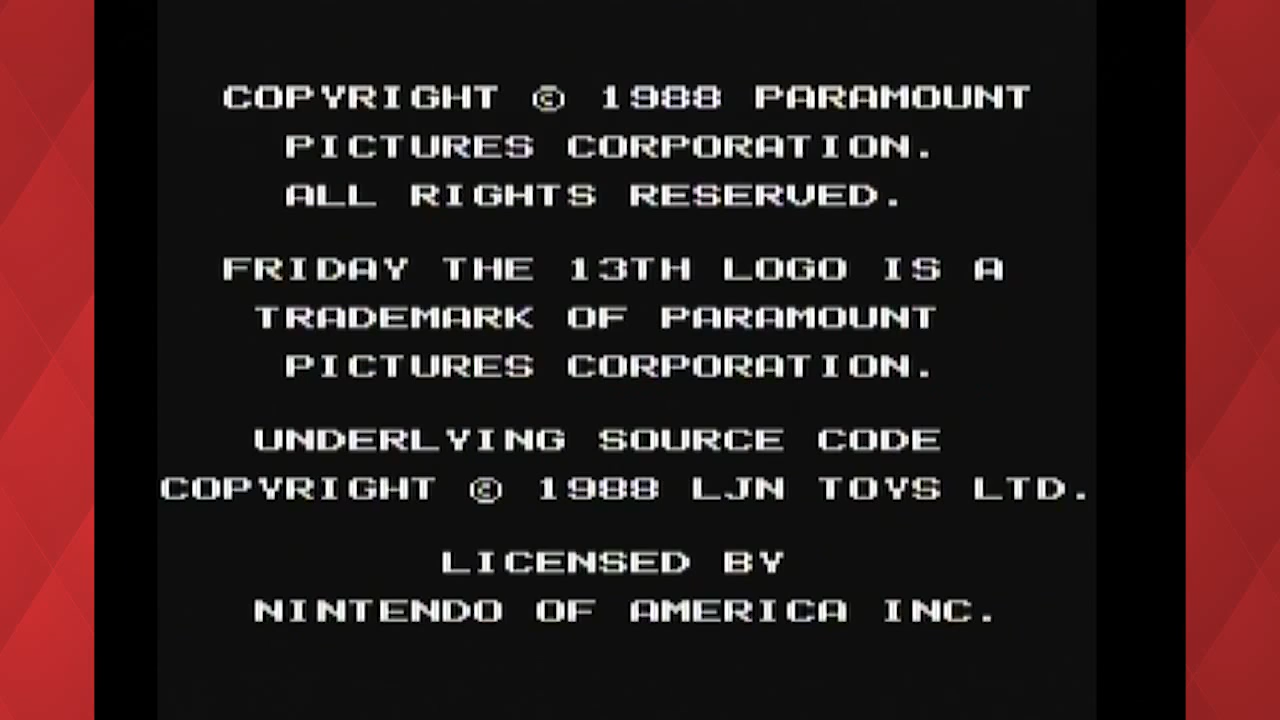 COPYRIGHT © 1988 PARAMOUNT
PICTURES CORPORATION.
ALL RIGHTS RESERVED.
FRIDAY THE 13TH LOGO IS A
TRADEMARK OF PARAMOUNT
PICTURES CORPORATION.
UNDERLYING SOURCE CODE
COPYRIGHT © 1988 LJN TOYS LTD.
LICENSED BY
NINTENDO OF AMERICA INC.